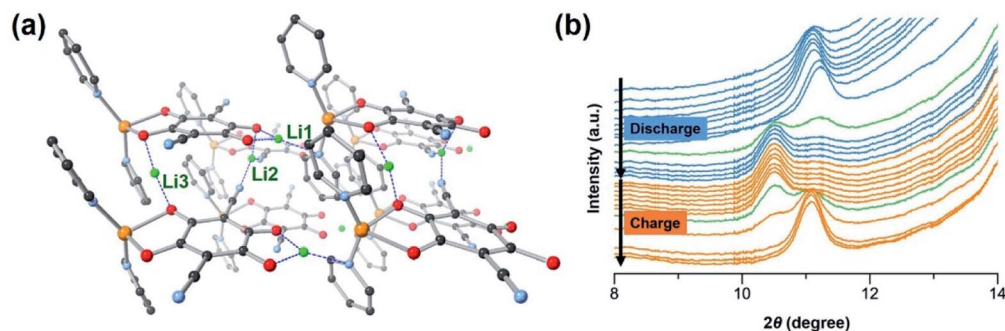 (a)
Li1
Li2
Li3
(b)
Intensity (a.u.)
Discharge
Charge
8
10
12
14
2θ (degree)